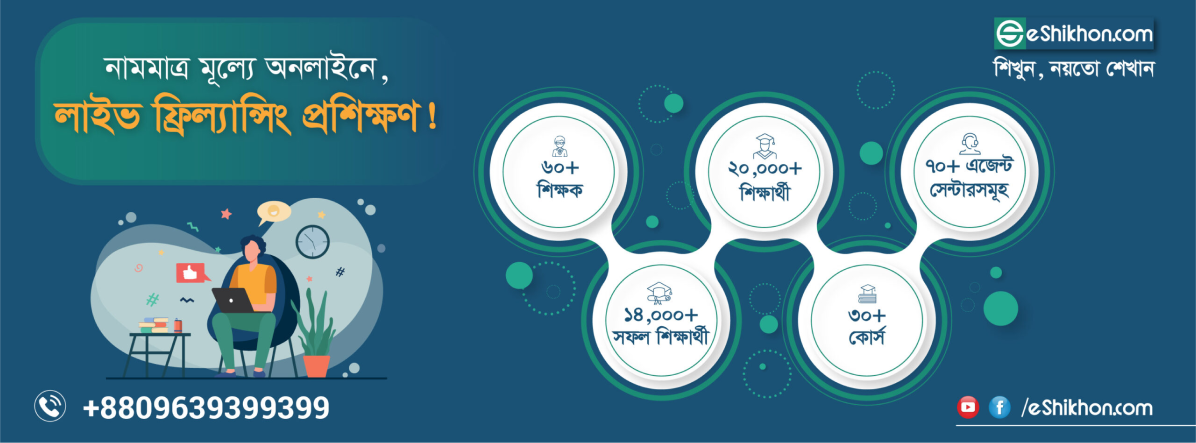 নামমাত্র মূল্যে অনলাইনে,
লাইভ ফ্রিল্যান্সিং প্রশিক্ষণ!
eShikhon.com
শিখুন, নয়তো শেখান
৬০+
শিক্ষক
২০,০০০+
শিক্ষার্থী
৭০+ এজেন্ট
সেন্টারসমূহ
১৪,০০০+
সফল শিক্ষার্থী
৩০+
কোর্স
+8809639399399
/eShikhon.com